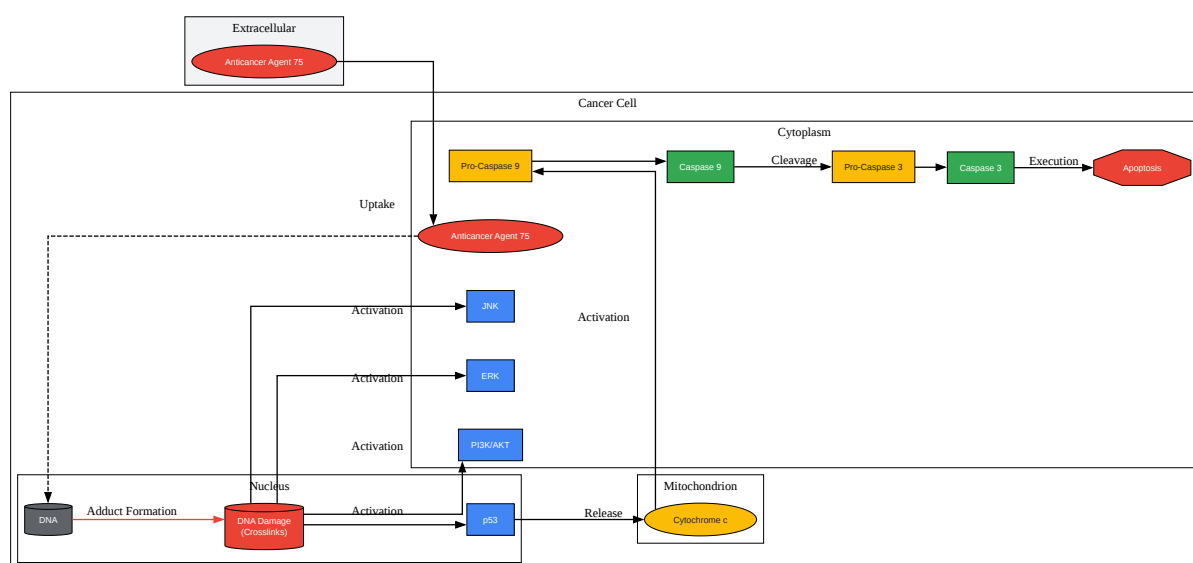 Extracellular
Anticancer Agent 75
Cancer Cell
Cytoplasm
Pro-Caspase 9
Caspase 9
Cleavage
Pro-Caspase 3
Caspase 3
Execution
Apoptosis
Uptake
Anticancer Agent 75
Activation
JNK
Activation
Activation
ERK
Activation
PI3K/AKT
Nucleus
Mitochondrion
DNA
Adduct Formation
DNA Damage
(Crosslinks)
Activation
p53
Release
Cytochrome c